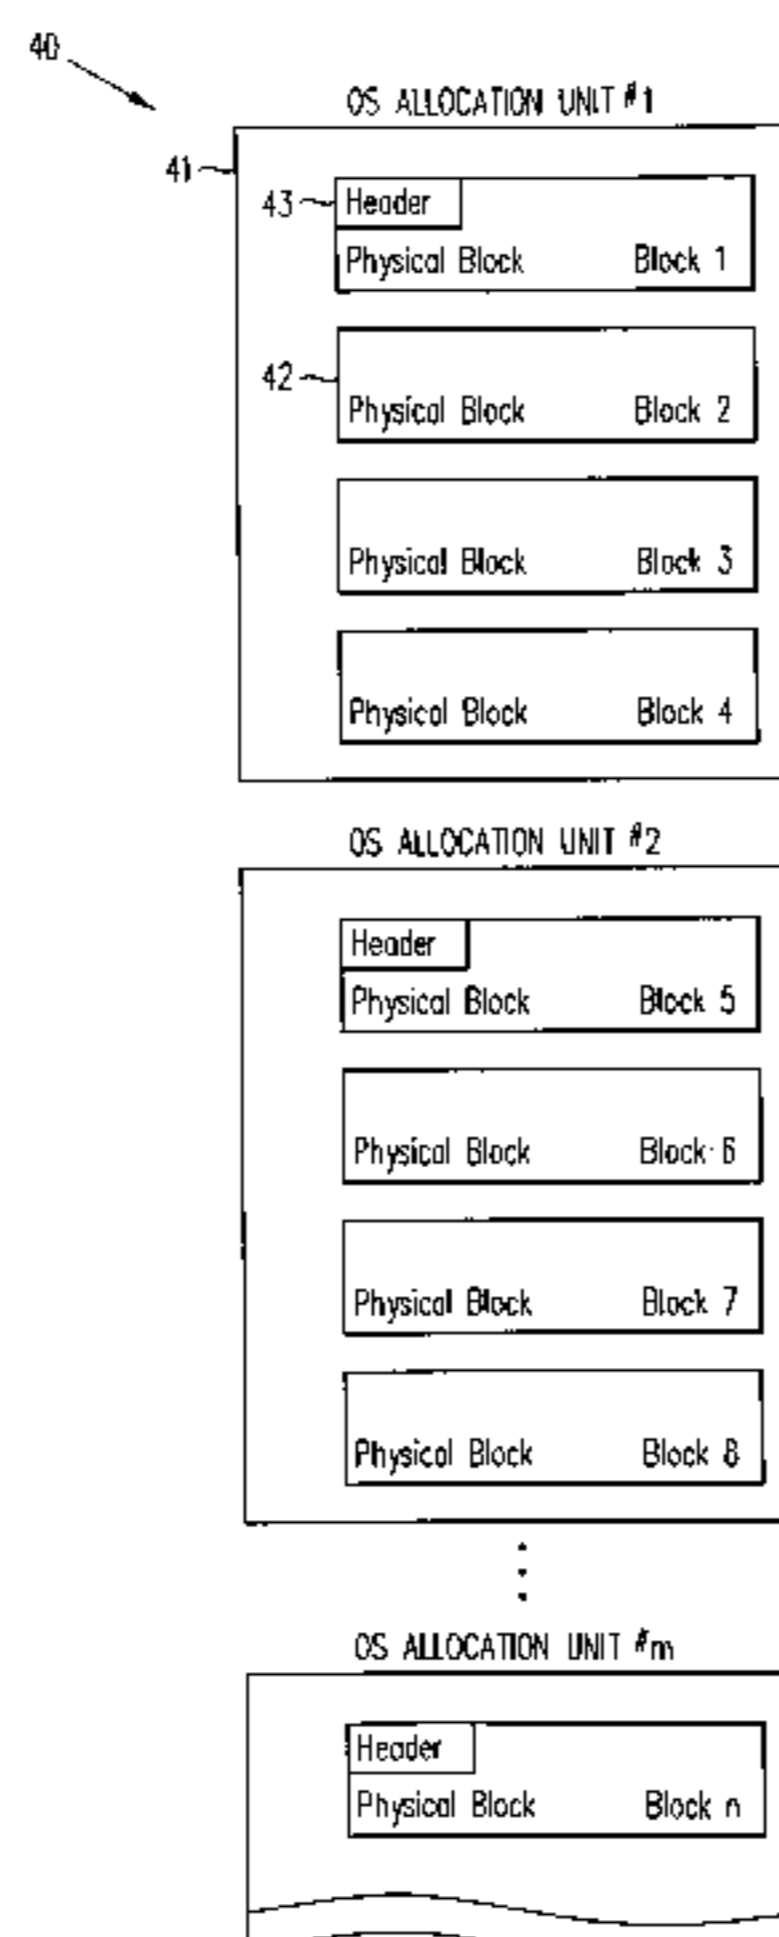 40
OS ALLOCATION UNIT #1
41
43 Header
Physical Block Block 1
42
Physical Block Block 2
Physical Block Block 3
Physical Block Block 4
OS ALLOCATION UNIT #2
Header
Physical Block Block 5
Physical Block Block 6
Physical Block Block 7
Physical Block Block 8
OS ALLOCATION UNIT #m
Header
Physical Block Block n